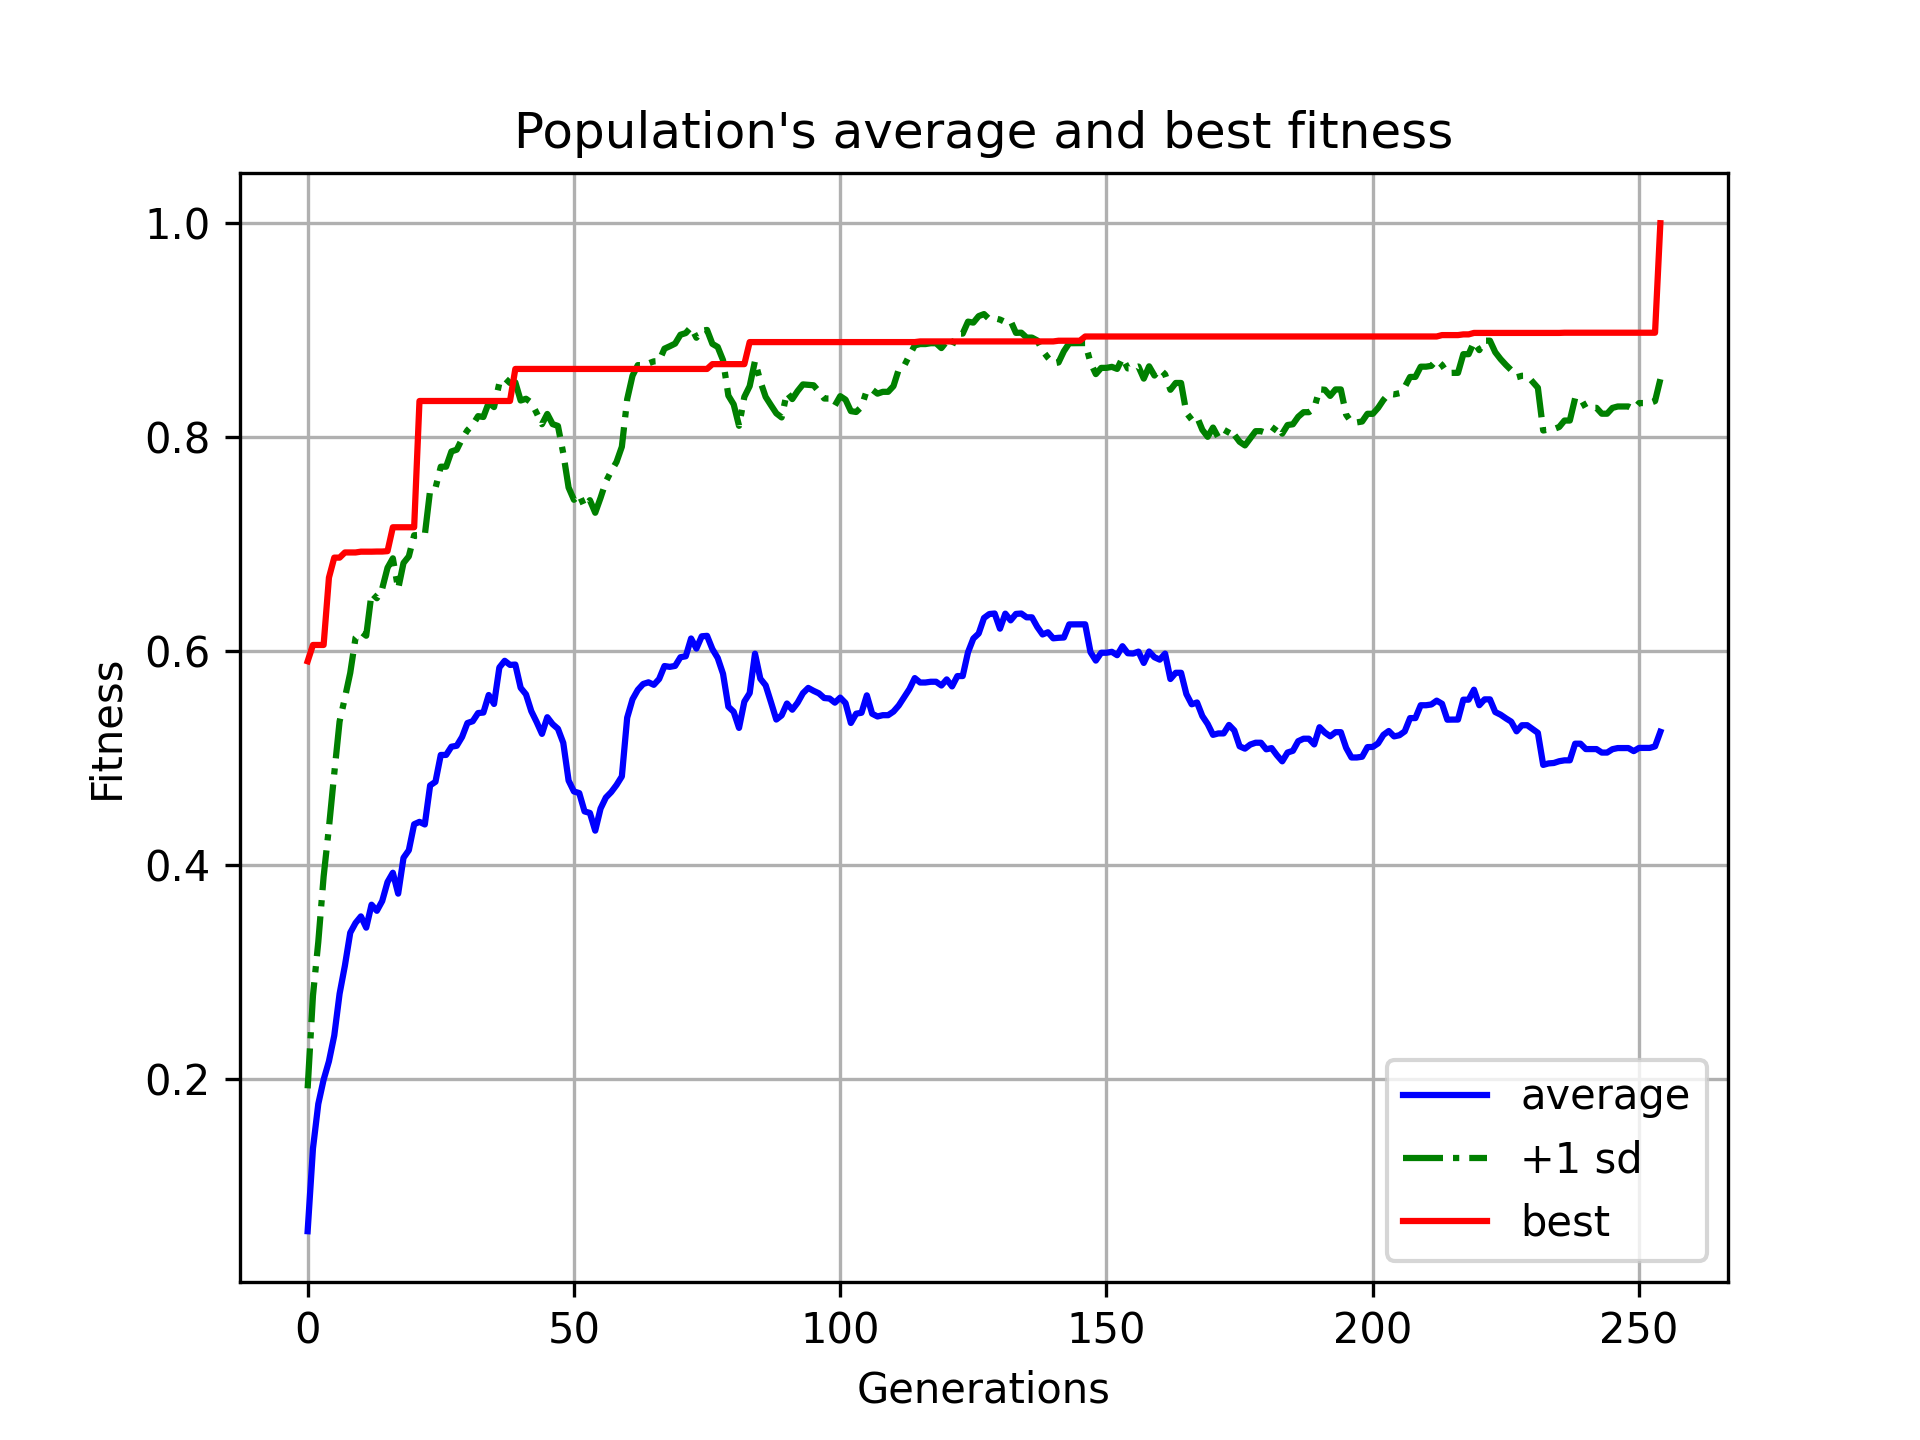 Population's average and best fitness
Fitness
1.0
0.8
0.6
0.4
0.2
0 50 100 150 200 250
Generations
average
+1 sd
best